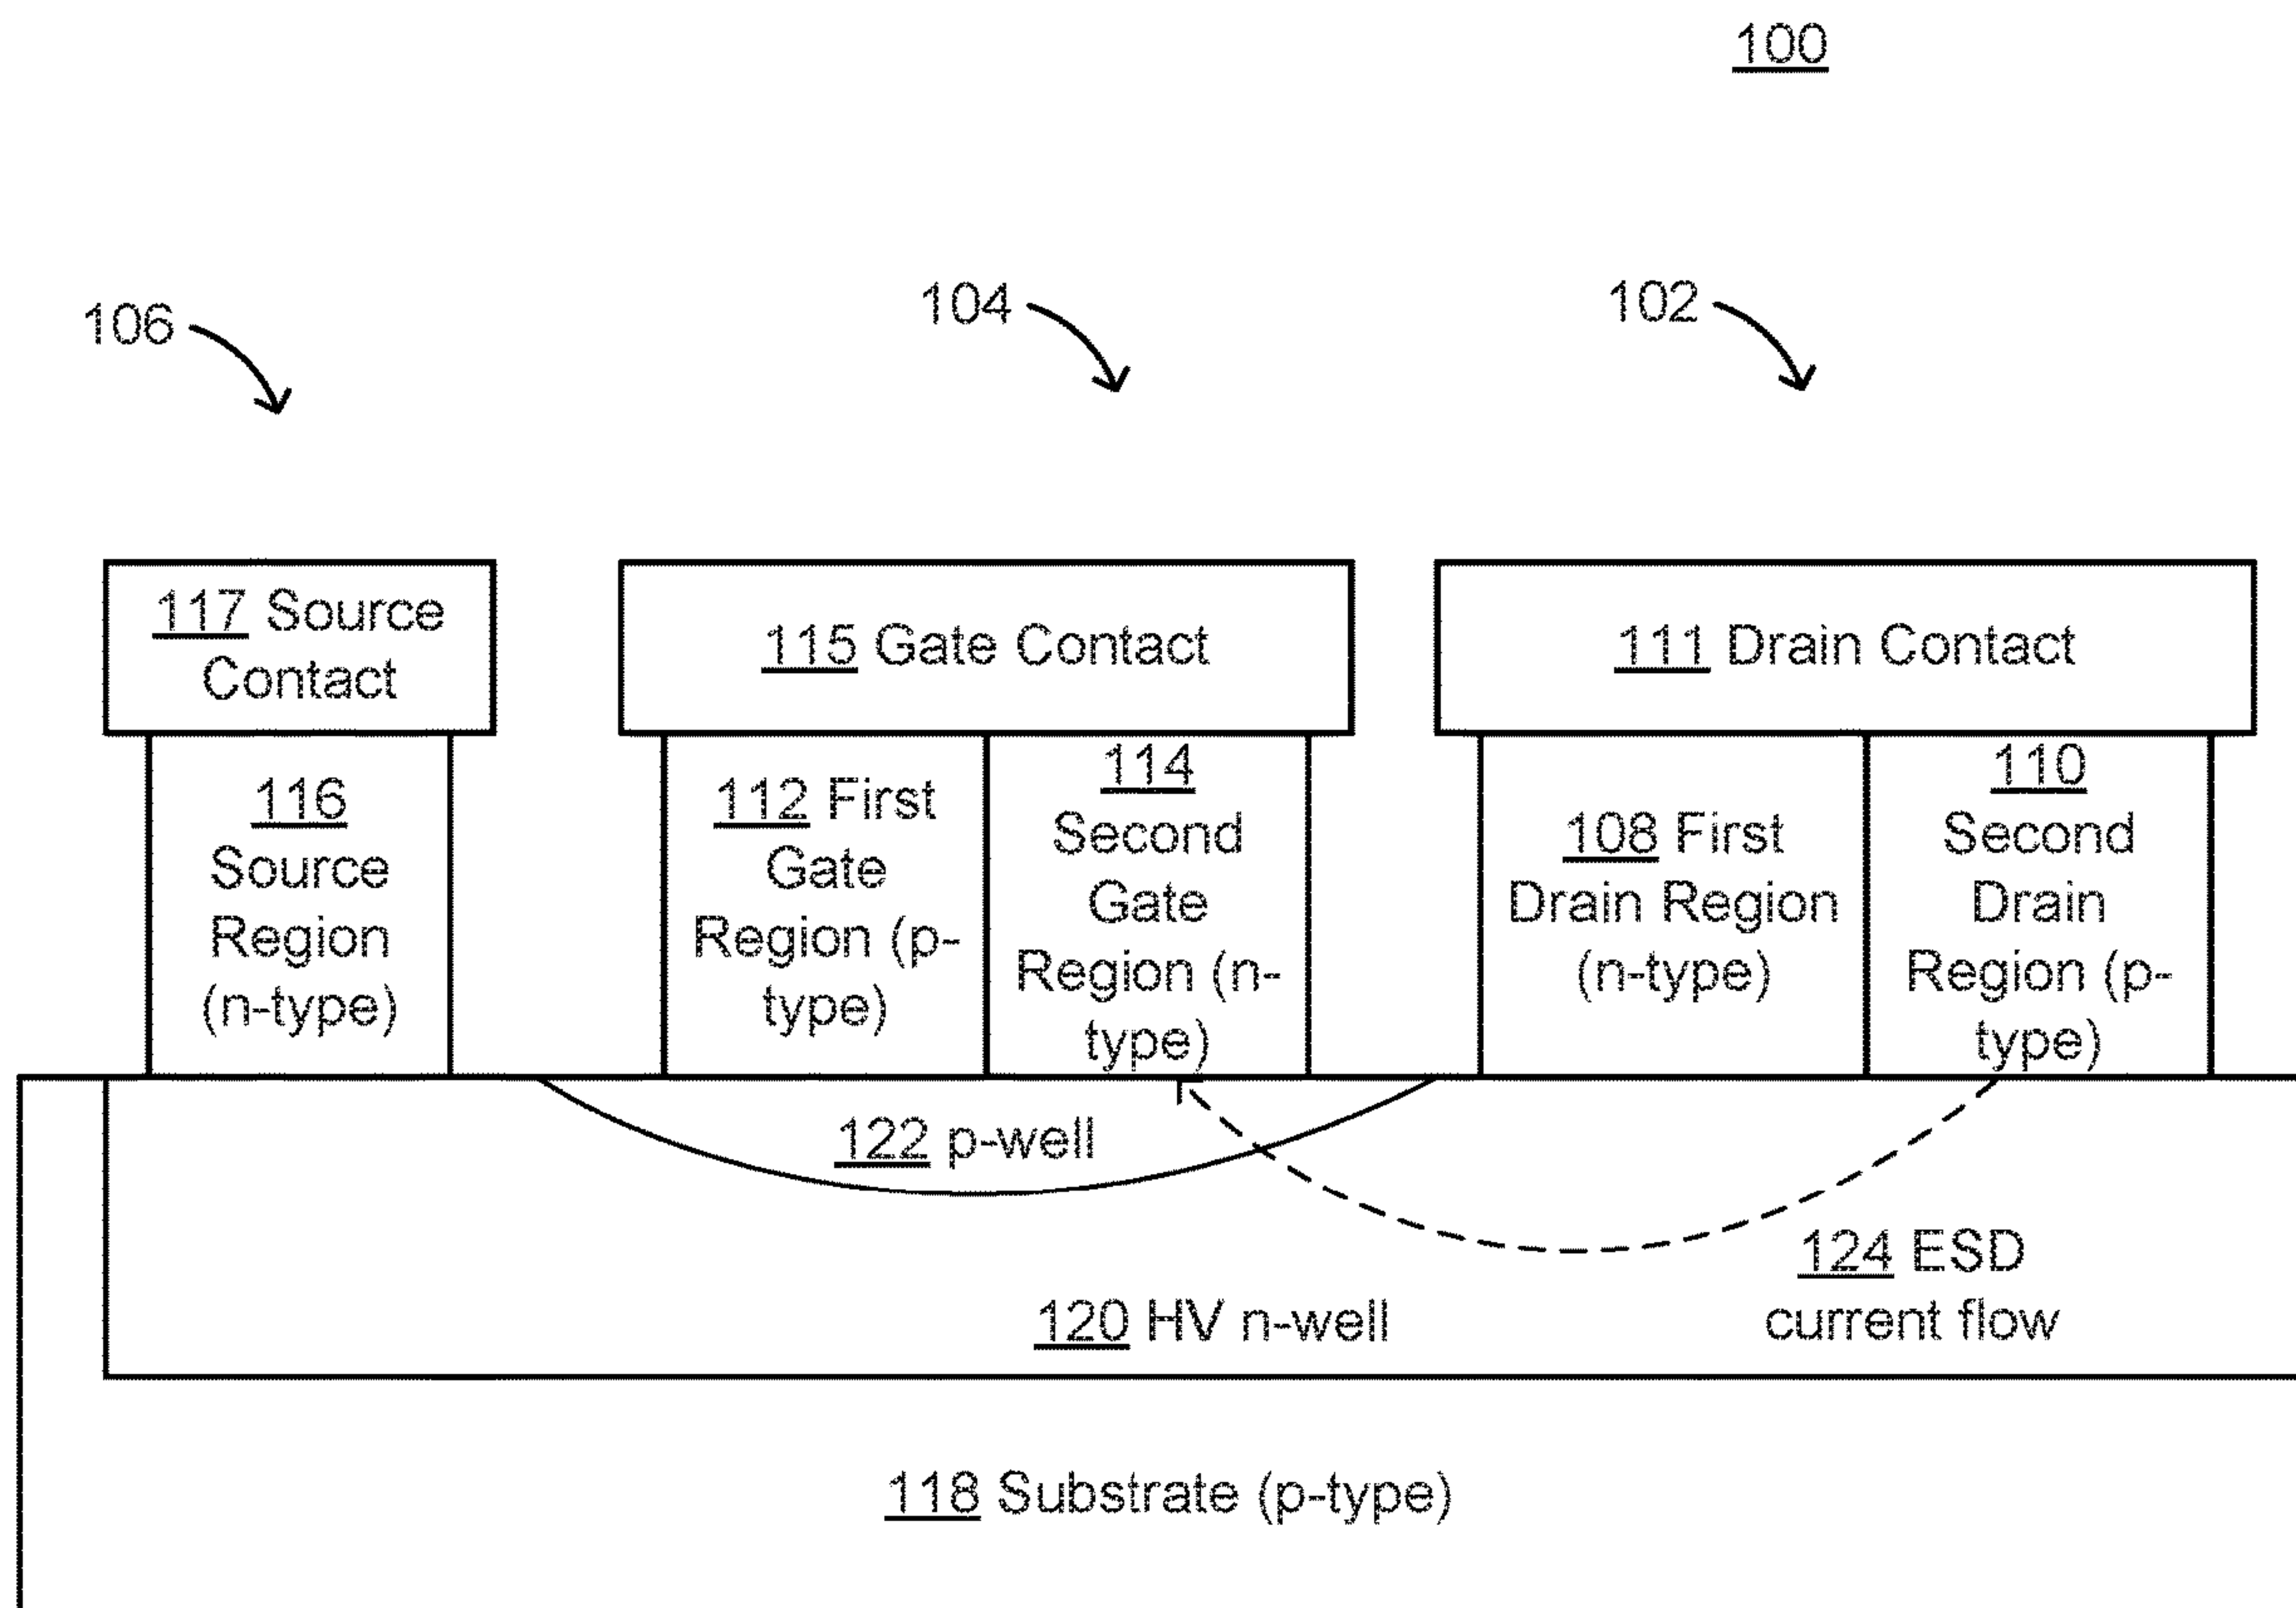 100
106
104
102
117 Source
Contact
115 Gate Contact
111 Drain Contact
116
Source
Region
(n-type)
112 First
Gate
Region (p-
type)
114
Second
Gate
Region (n-
type)
108 First
Drain Region
(n-type)
110
Second
Drain
Region (p-
type)
122 p-well
124 ESD
current flow
120 HV n-well
118 Substrate (p-type)